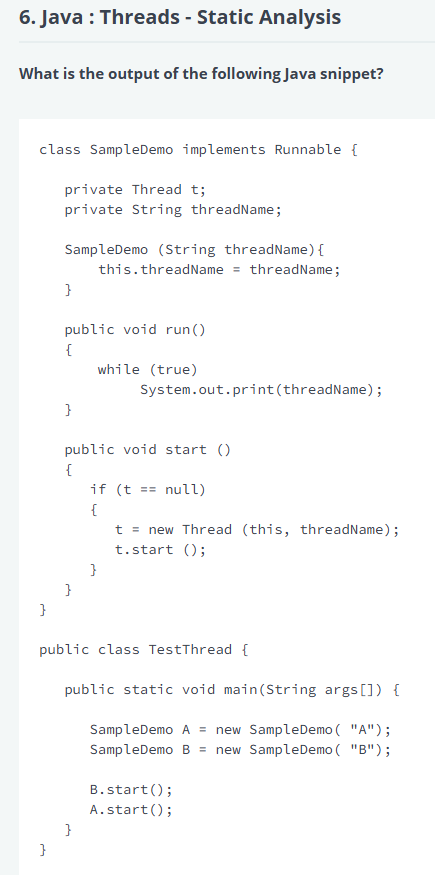 6. Java : Threads - Static Analysis
What is the output of the following Java snippet?
class SampleDemo implements Runnable {
private Thread t;
private String threadName;
SampleDemo (String threadName){
this.threadName = threadName;
}
public void run()
{
while (true)
System.out.print(threadName);
}
public void start ()
{
if (t == null)
{
t = new Thread (this, threadName);
t.start ();
}
}
}
public class TestThread {
public static void main(String args[]) {
SampleDemo A = new SampleDemo( "A");
SampleDemo B = new SampleDemo( "B");
B.start();
A.start();
}
}